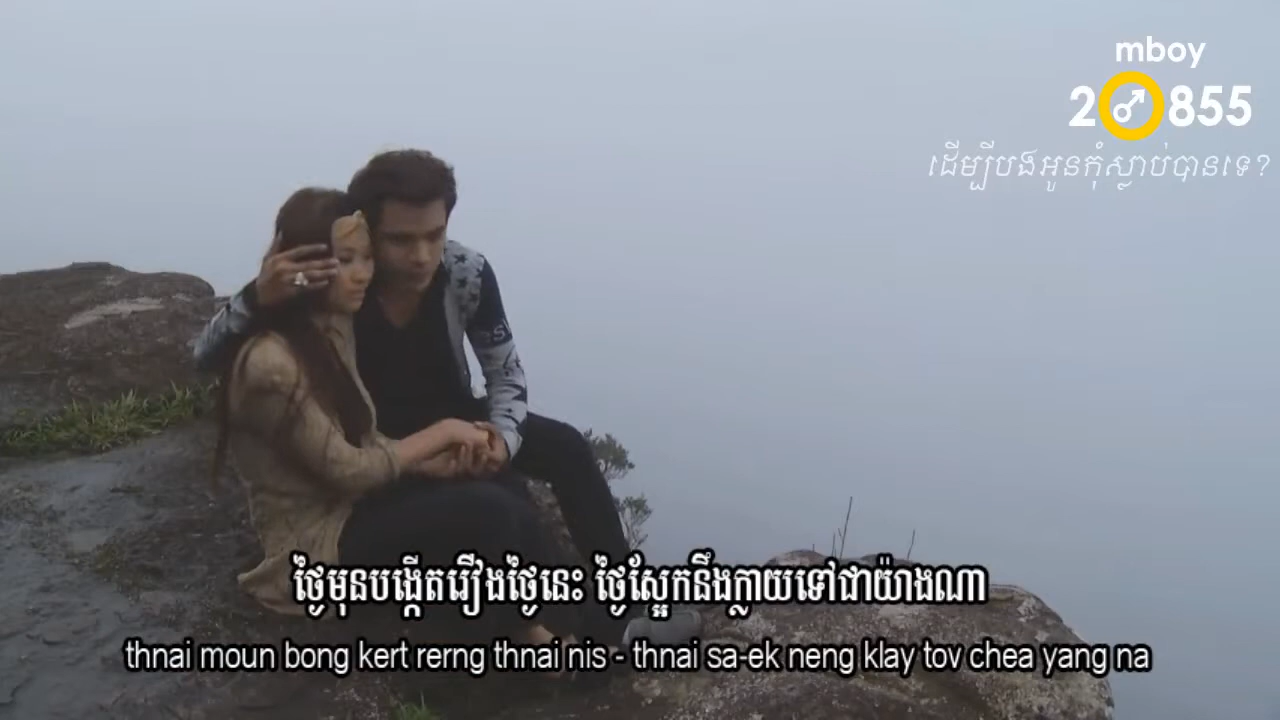 mboy
2♂855
ដើម្បីបងអូនកុំស្លាប់បានទេ?
ថ្ងៃមុនបង្កើតរឿងថ្ងៃនេះ ថ្ងៃស្អែកនឹងក្លាយទៅជាយ៉ាងណា
thnai moun bong kert rerng thnai nis - thnai sa-ek neng klay tov chea yang na